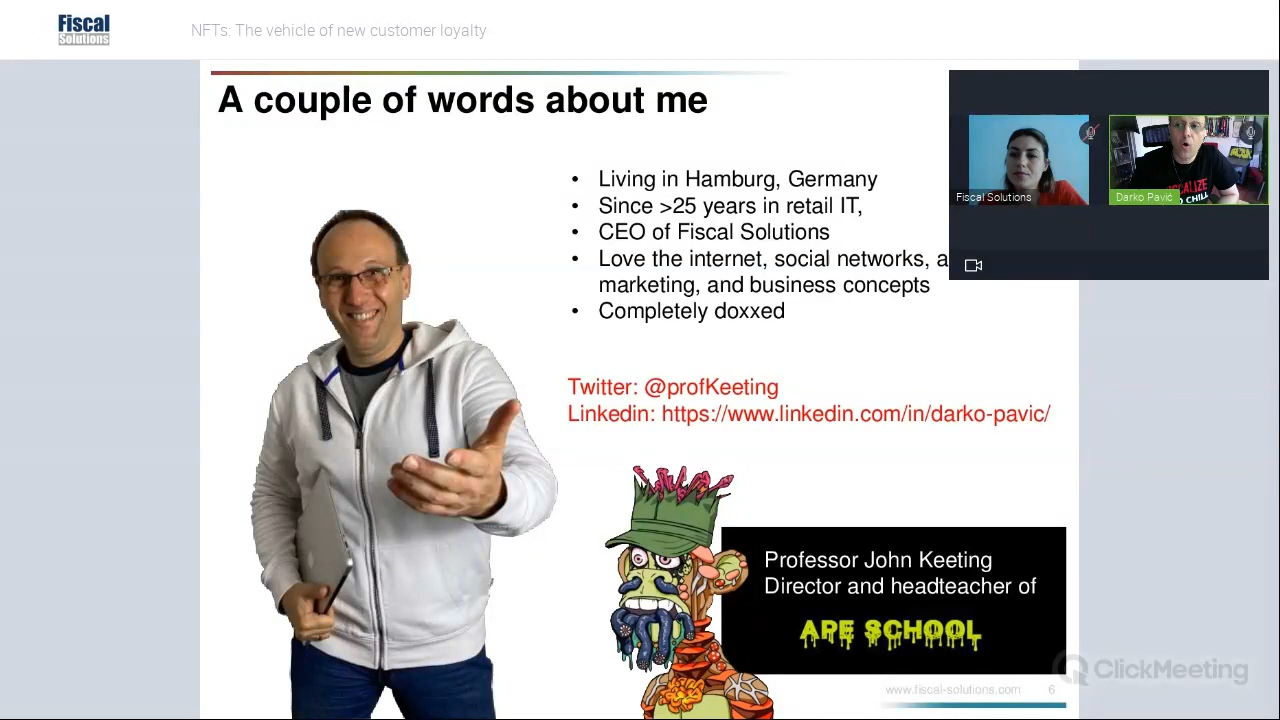 Fiscal
Solutions
NFTs: The vehicle of new customer loyalty
A couple of words about me
• Living in Hamburg, Germany
• Since >25 years in retail IT,
• CEO of Fiscal Solutions
• Love the internet, social networks, a
marketing, and business concepts
• Completely doxxed
Twitter: @profKeeting
Linkedin: https://www.linkedin.com/in/darko-pavic/
Fiscal Solutions
Darko Pavić
CHILL
Professor John Keeting
Director and headteacher of
APE SCHOOL
ClickMeeting
www.fiscal-solutions.com 6